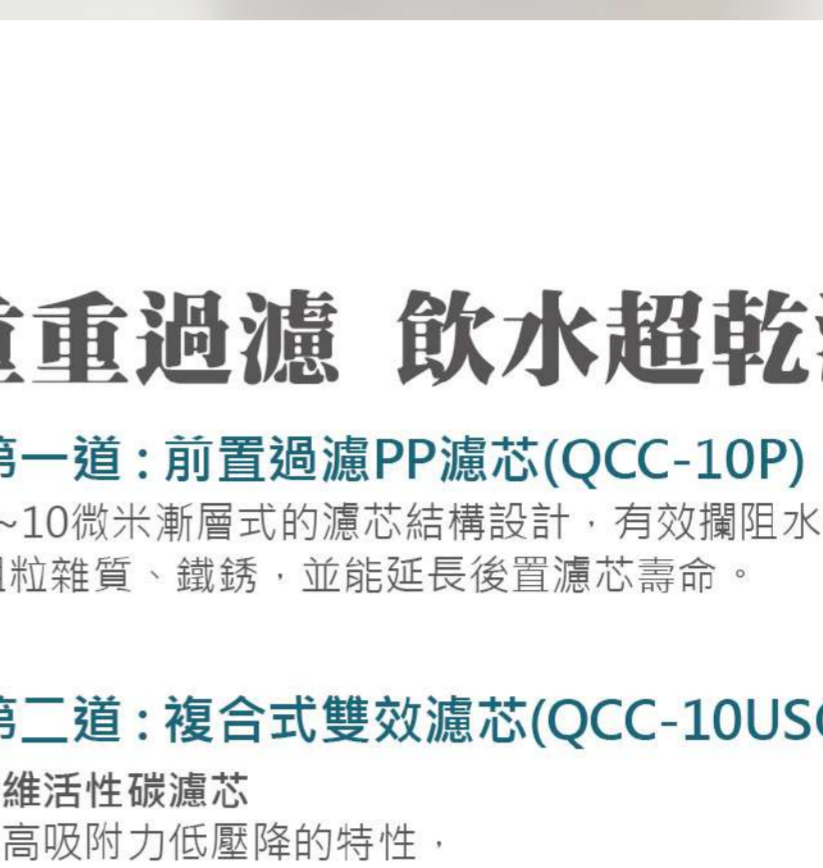 重過濾 飲水超乾
第一道：前置過濾PP濾芯(QCC-10P)
~10微米漸層式的濾芯結構設計，有效攔阻水
粒雜質、鐵銹，並能延長後置濾芯壽命。
第二道：複合式雙效濾芯(QCC-10US
維活性碳濾芯
高吸附力低壓降的特性，